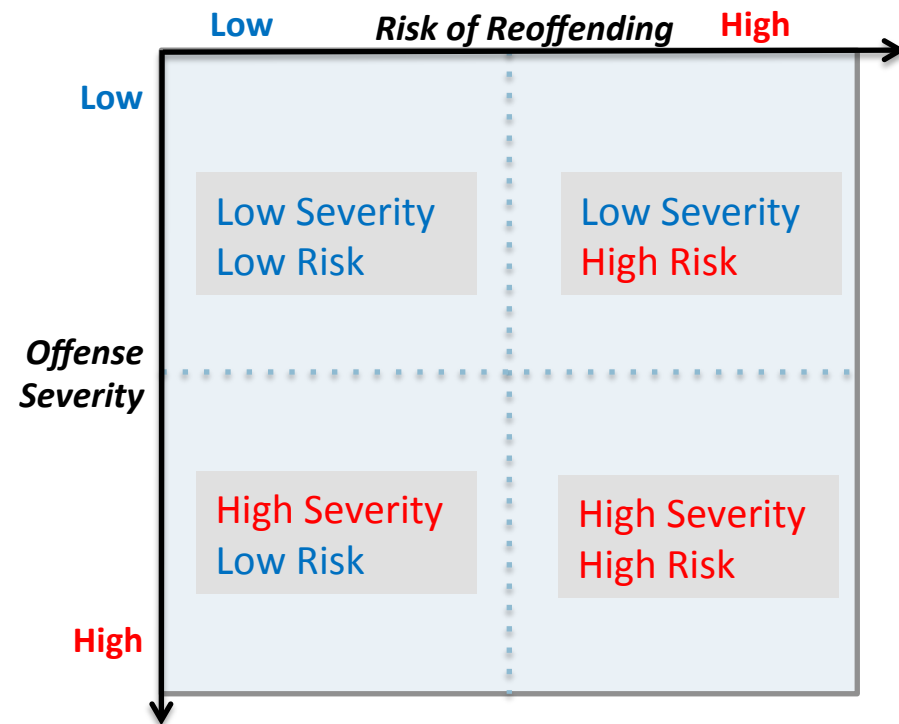 Low Risk of Reoffending High
Low
Low Severity
Low Risk
Low Severity
High Risk
Offense
Severity
High Severity
Low Risk
High Severity
High Risk
High